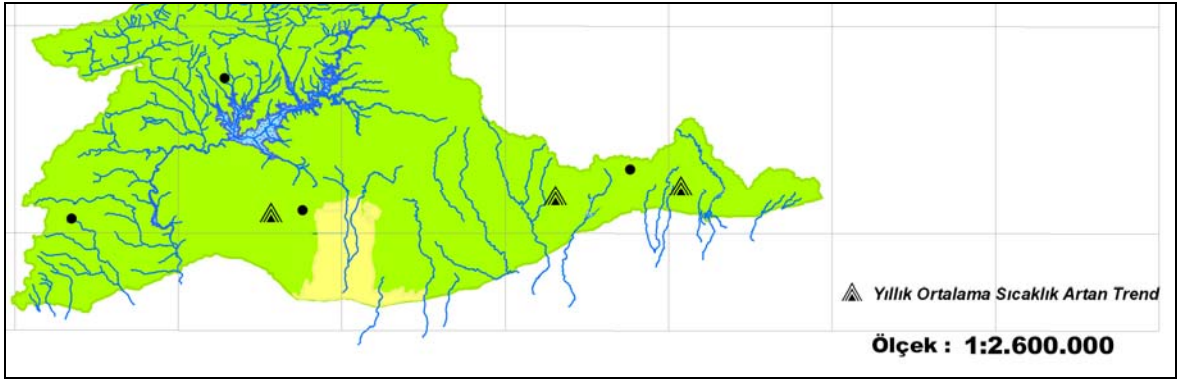 Yıllık Ortalama Sıcaklık Artan Trend
Ölçek : 1:2.600.000